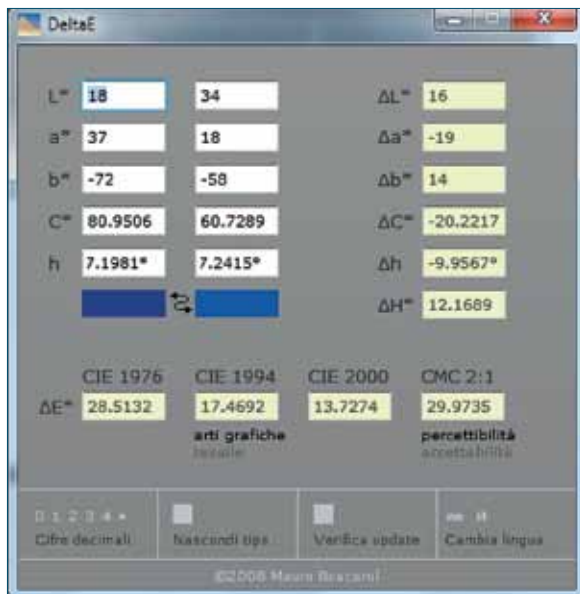 DeltaE
L* 18 34 ΔL* 16
a* 37 18 Δa* -19
b* -72 -58 Δb* 14
C* 80.9506 60.7289 ΔC* -20.2217
h 7.1981° 7.2415° Δh -9.9567°
ΔH* 12.1689
CIE 1976 CIE 1994 CIE 2000 CMC 2:1
ΔE* 28.5132 17.4692 13.7274 29.9735
arti grafiche percettibilità
tessile accettabilità
0 1 2 3 4
Cifre decimali Nascondi tips Verifica update Cambia lingua
©2008 Mauro Boscarol